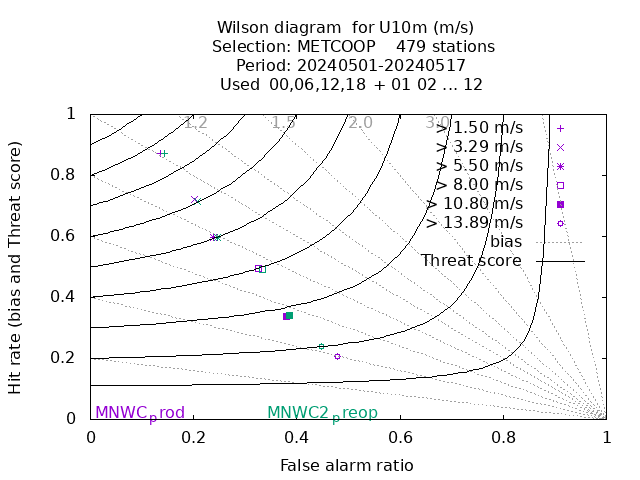 Wilson diagram for U10m (m/s)
Selection: METCOOP 479 stations
Period: 20240501-20240517
Used 00,06,12,18 + 01 02 ... 12
1.2 1.5 2.0 3.0
> 1.50 m/s
> 3.29 m/s
> 5.50 m/s
> 8.00 m/s
> 10.80 m/s
> 13.89 m/s
bias
Threat score
Hit rate (bias and Threat score)
1
0.8
0.6
0.4
0.2
0
MNWCprod MNWC2preop
0 0.2 0.4 0.6 0.8 1
False alarm ratio